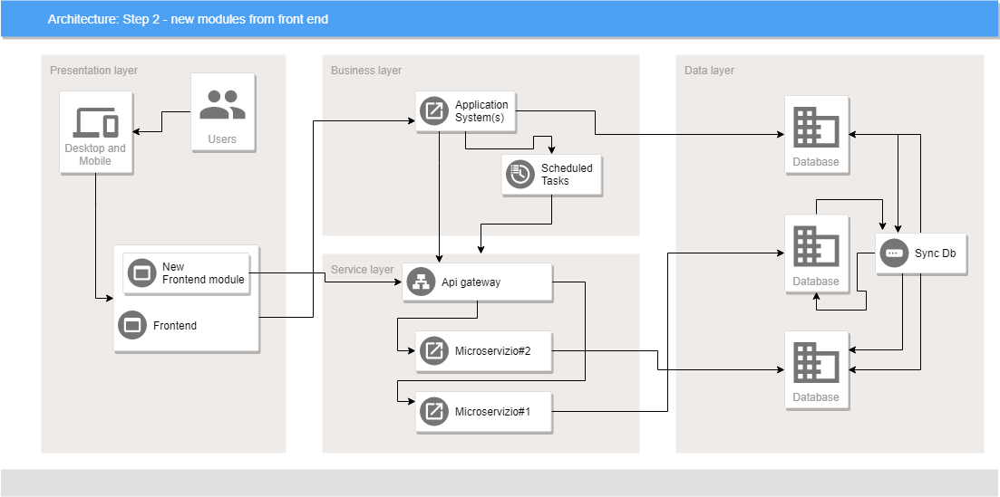 Architecture: Step 2 - new modules from front end
Presentation layer
Users
Desktop and
Mobile
New
Frontend module
Frontend
Business layer
Application
System(s)
Scheduled
Tasks
Service layer
Api gateway
Microservizio#2
Microservizio#1
Data layer
Database
Database
Sync Db
Database